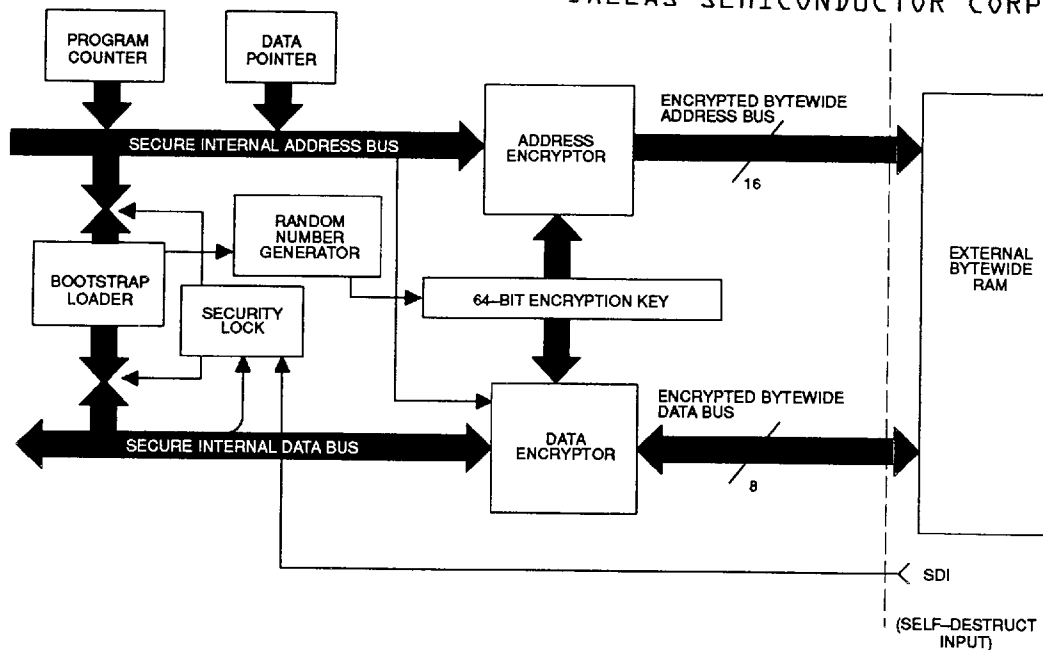 DALLAS SEMICONDUCTOR CORP
PROGRAM
COUNTER
DATA
POINTER
SECURE INTERNAL ADDRESS BUS
ADDRESS
ENCRYPTOR
ENCRYPTED BYTEWIDE
ADDRESS BUS
16
RANDOM
NUMBER
GENERATOR
BOOTSTRAP
LOADER
SECURITY
LOCK
64–BIT ENCRYPTION KEY
EXTERNAL
BYTEWIDE
RAM
SECURE INTERNAL DATA BUS
DATA
ENCRYPTOR
ENCRYPTED BYTEWIDE
DATA BUS
8
SDI
(SELF–DESTRUCT
INPUT)